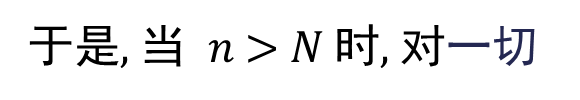 于是, 当 n > N 时, 对一切